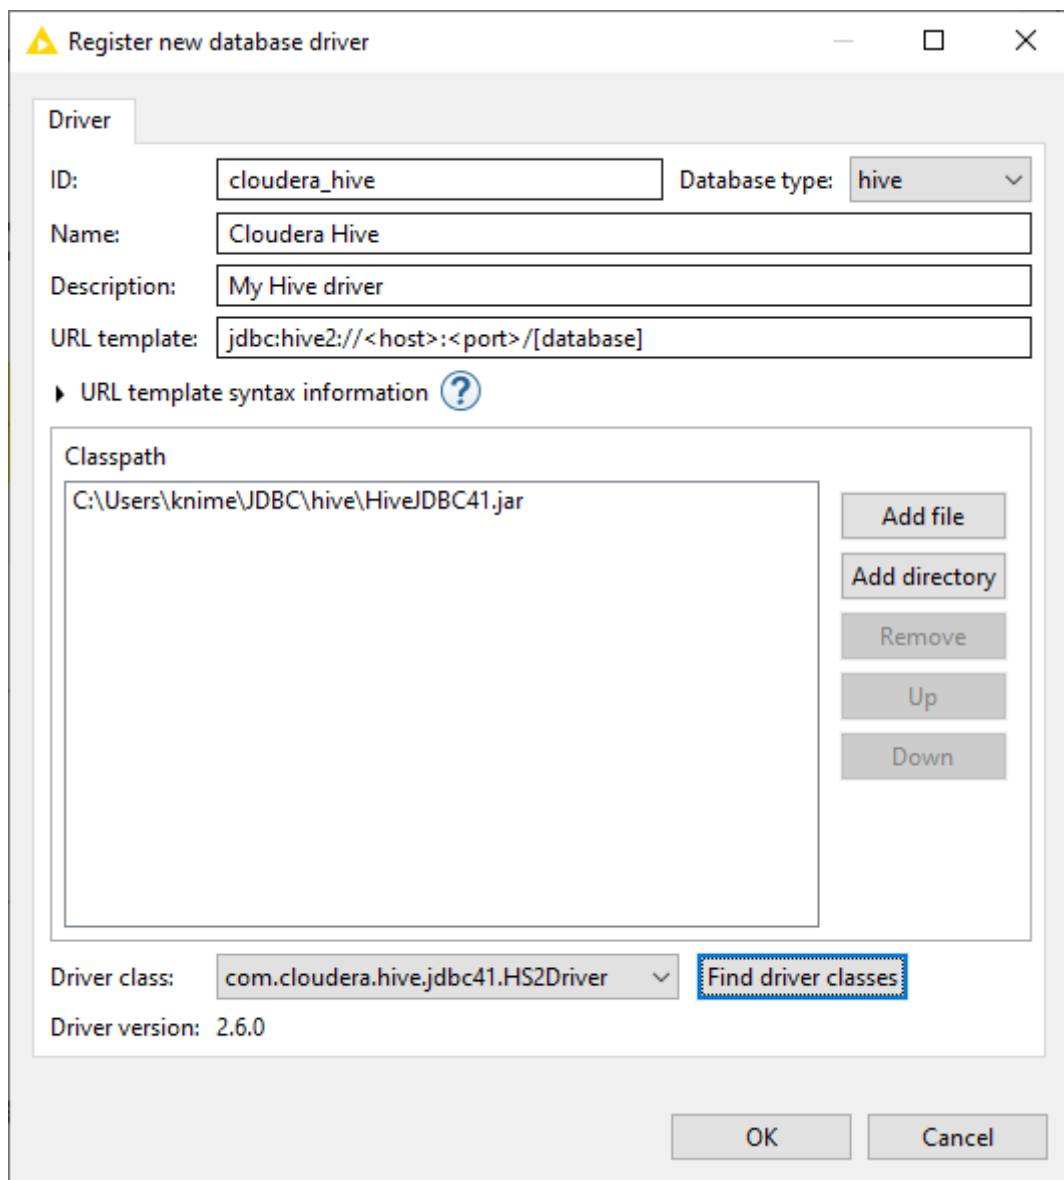 Register new database driver
Driver
ID: cloudera_hive Database type: hive
Name: Cloudera Hive
Description: My Hive driver
URL template: jdbc:hive2://<host>:<port>/[database]
URL template syntax information ?
Classpath
C:\Users\knime\JDBC\hive\HiveJDBC41.jar
Add file
Add directory
Remove
Up
Down
Driver class: com.cloudera.hive.jdbc41.HS2Driver Find driver classes
Driver version: 2.6.0
OK Cancel